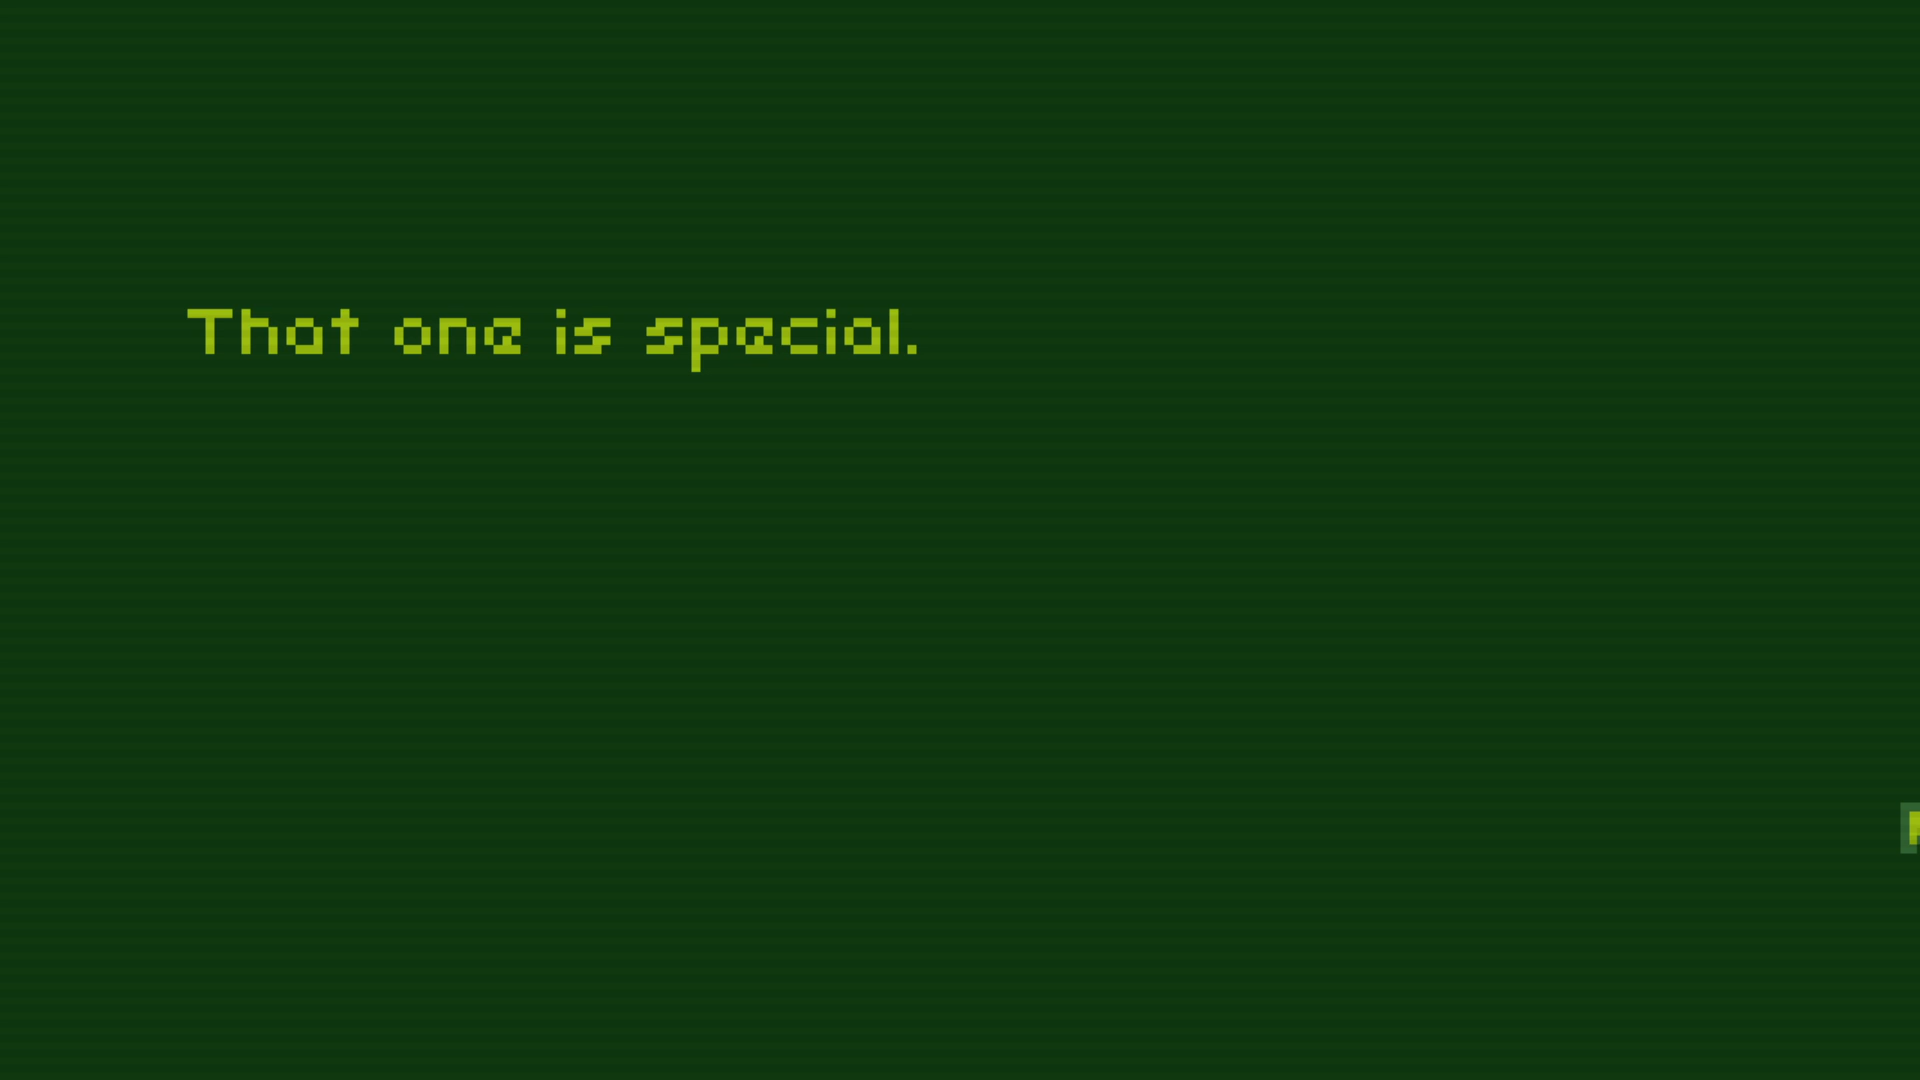 That one is special.